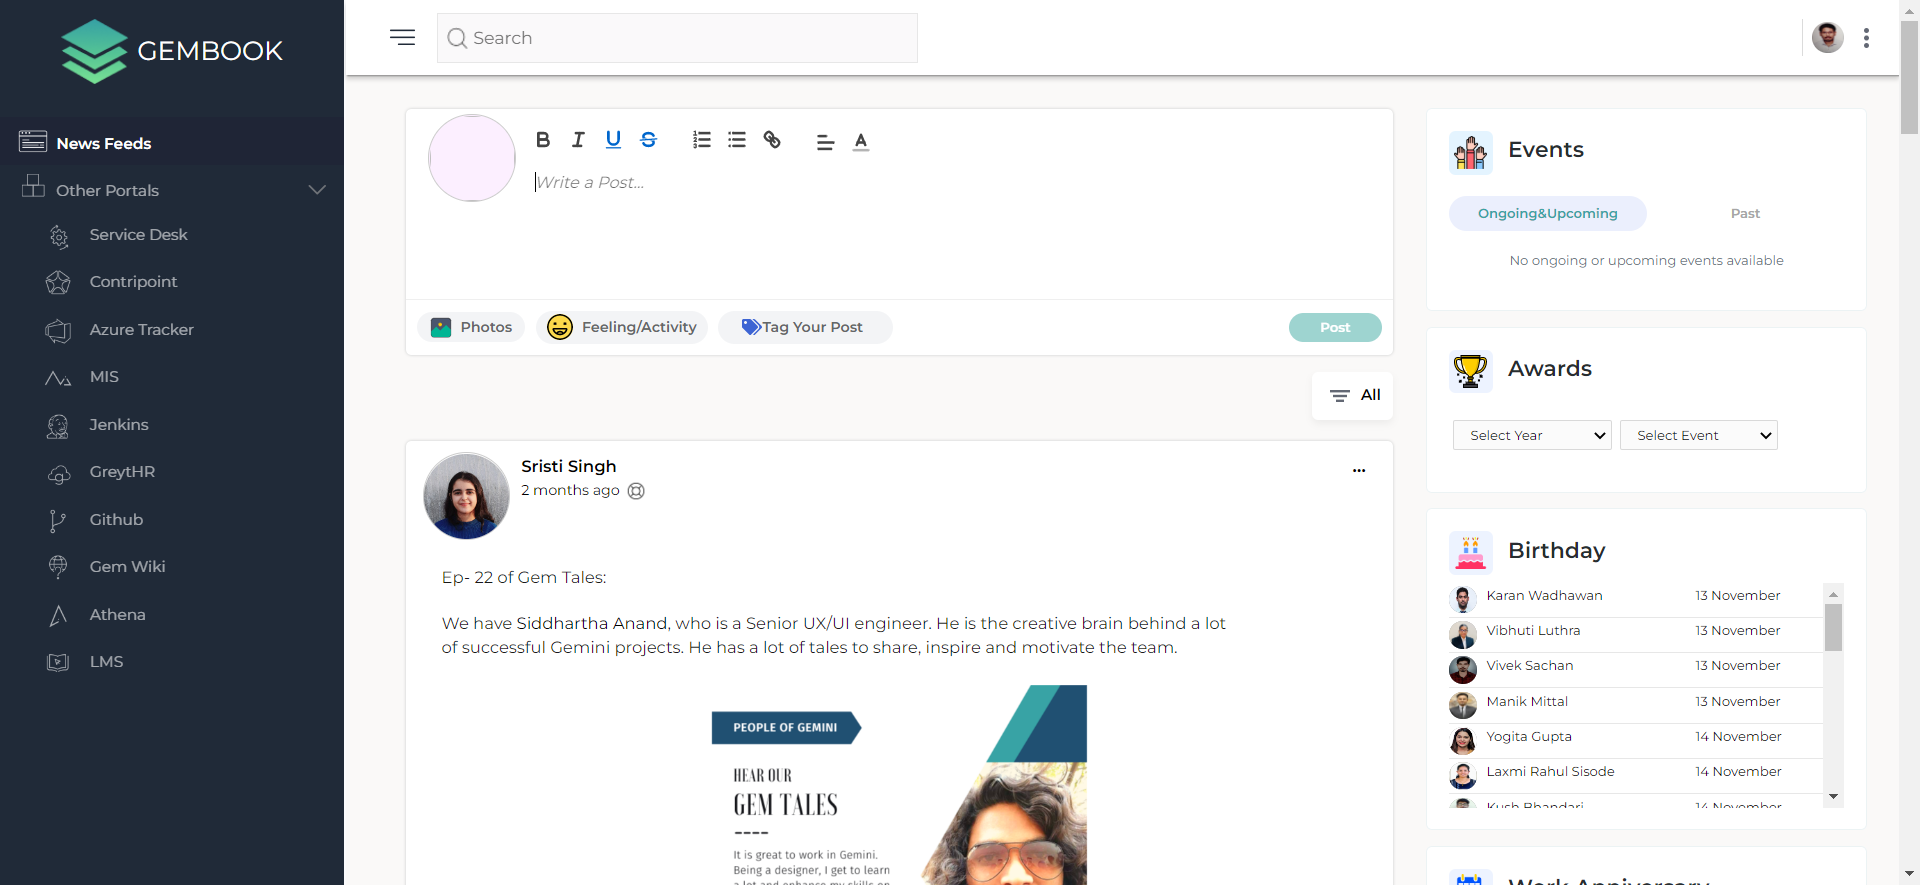 GEMBOOK
News Feeds
Other Portals
Service Desk
Contripoint
Azure Tracker
MIS
Jenkins
GreytHR
Github
Gem Wiki
Athena
LMS
Search
B I U S A
Write a Post...
Photos
Feeling/Activity
Tag Your Post
Post
All
Sristi Singh
2 months ago
Ep- 22 of Gem Tales:
We have Siddhartha Anand, who is a Senior UX/UI engineer. He is the creative brain behind a lot
of successful Gemini projects. He has a lot of tales to share, inspire and motivate the team.
PEOPLE OF GEMINI
HEAR OUR
GEM TALES
It is great to work in Gemini.
Being a designer, I get to learn
a lot and enhance my skills on
Events
Ongoing&Upcoming
Past
No ongoing or upcoming events available
Awards
Select Year
Select Event
Birthday
Karan Wadhawan 13 November
Vibhuti Luthra 13 November
Vivek Sachan 13 November
Manik Mittal 13 November
Yogita Gupta 14 November
Laxmi Rahul Sisode 14 November
Kush Bhandari 14 November
Work Anniversary